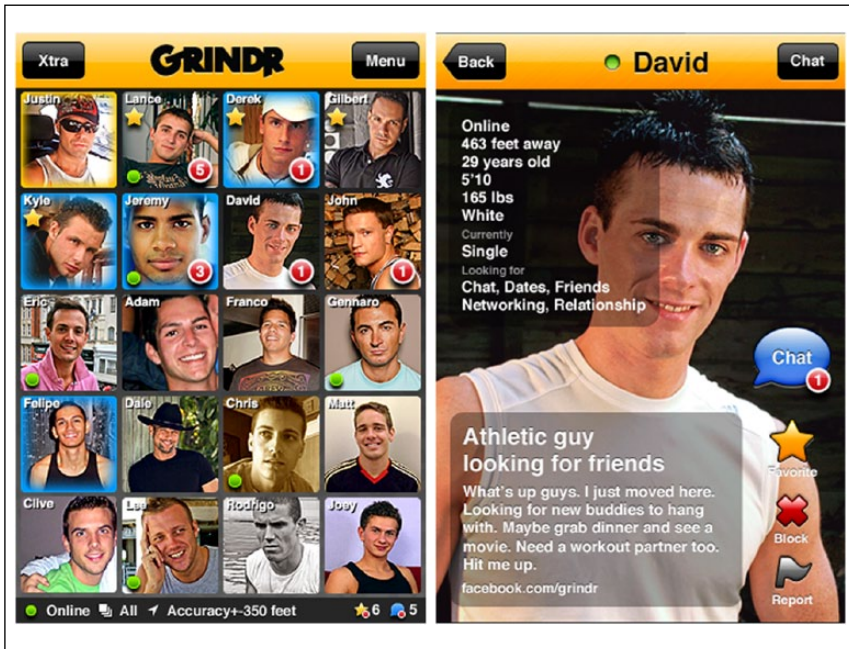 Xtra GRINDR Menu
Justin Lance Derek Gilbert
5 1
Kyle Jeremy David John
3 1 1
Eric Adam Franco Gennaro
Felipe Dale Chris Matt
Clive Lee Rodrigo Joey
Online All Accuracy+-350 feet 6 5
Back David Chat
Online
463 feet away
29 years old
5'10
165 lbs
White
Currently
Single
Looking for
Chat, Dates, Friends
Networking, Relationship
Chat
1
Athletic guy
looking for friends
What's up guys. I just moved here.
Looking for new buddies to hang
with. Maybe grab dinner and see a
movie. Need a workout partner too.
Hit me up.
facebook.com/grindr
Favorite
Block
Report